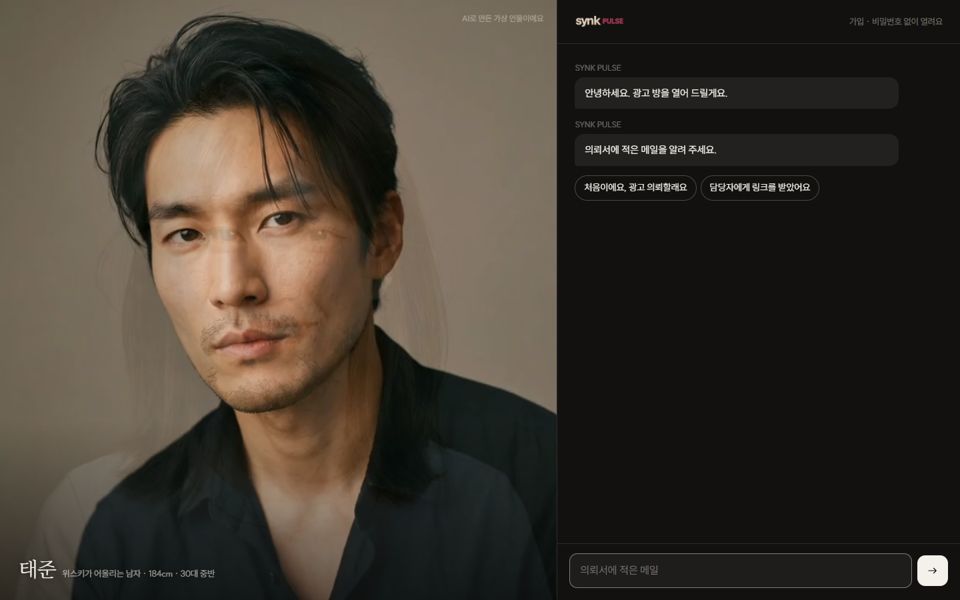 AI로 만든 가상 인물이에요
태준 위스키가 어울리는 남자 · 184cm · 30대 중반
synk PULSE
가입 · 비밀번호 없이 열려요
SYNK PULSE
안녕하세요. 광고 방을 열어 드릴게요.
SYNK PULSE
의뢰서에 적은 메일을 알려 주세요.
처음이에요, 광고 의뢰할래요
담당자에게 링크를 받았어요
의뢰서에 적은 메일